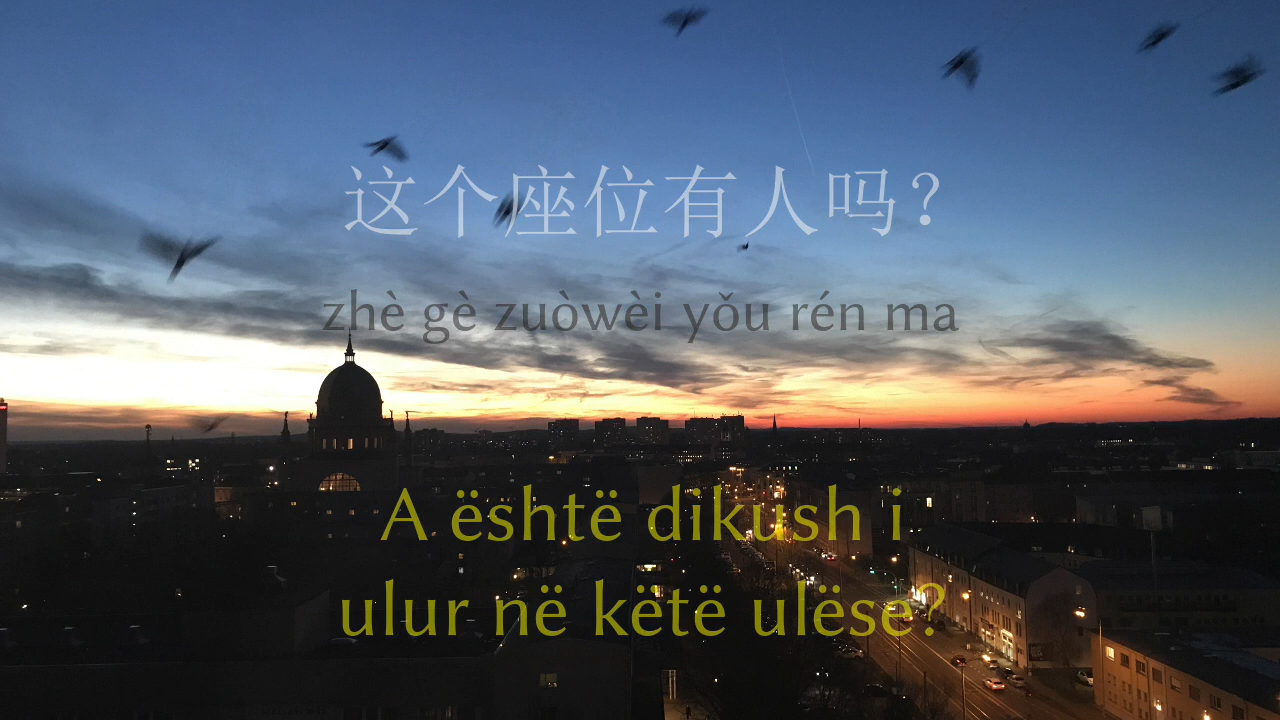 这个座位有人吗？
zhè gè zuòwèi yǒu rén ma
A është dikush i
ulur në këtë ulëse?